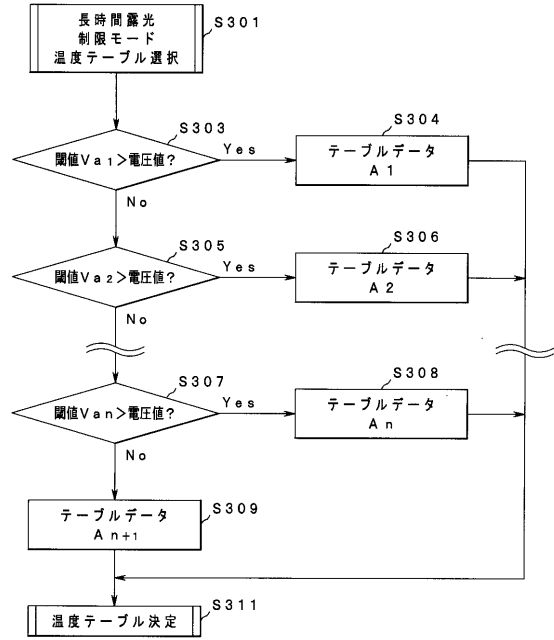 長時間露光
制限モード
温度テーブル選択
S301
閾値Va1>電圧値?
S303
Yes
No
テーブルデータ
A1
S304
閾値Va2>電圧値?
S305
Yes
No
テーブルデータ
A2
S306
閾値Van>電圧値?
S307
Yes
No
テーブルデータ
An
S308
テーブルデータ
An+1
S309
温度テーブル決定
S311